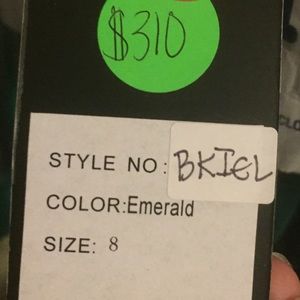 $310
STYLE NO: BKIEL
COLOR:Emerald
SIZE: 8